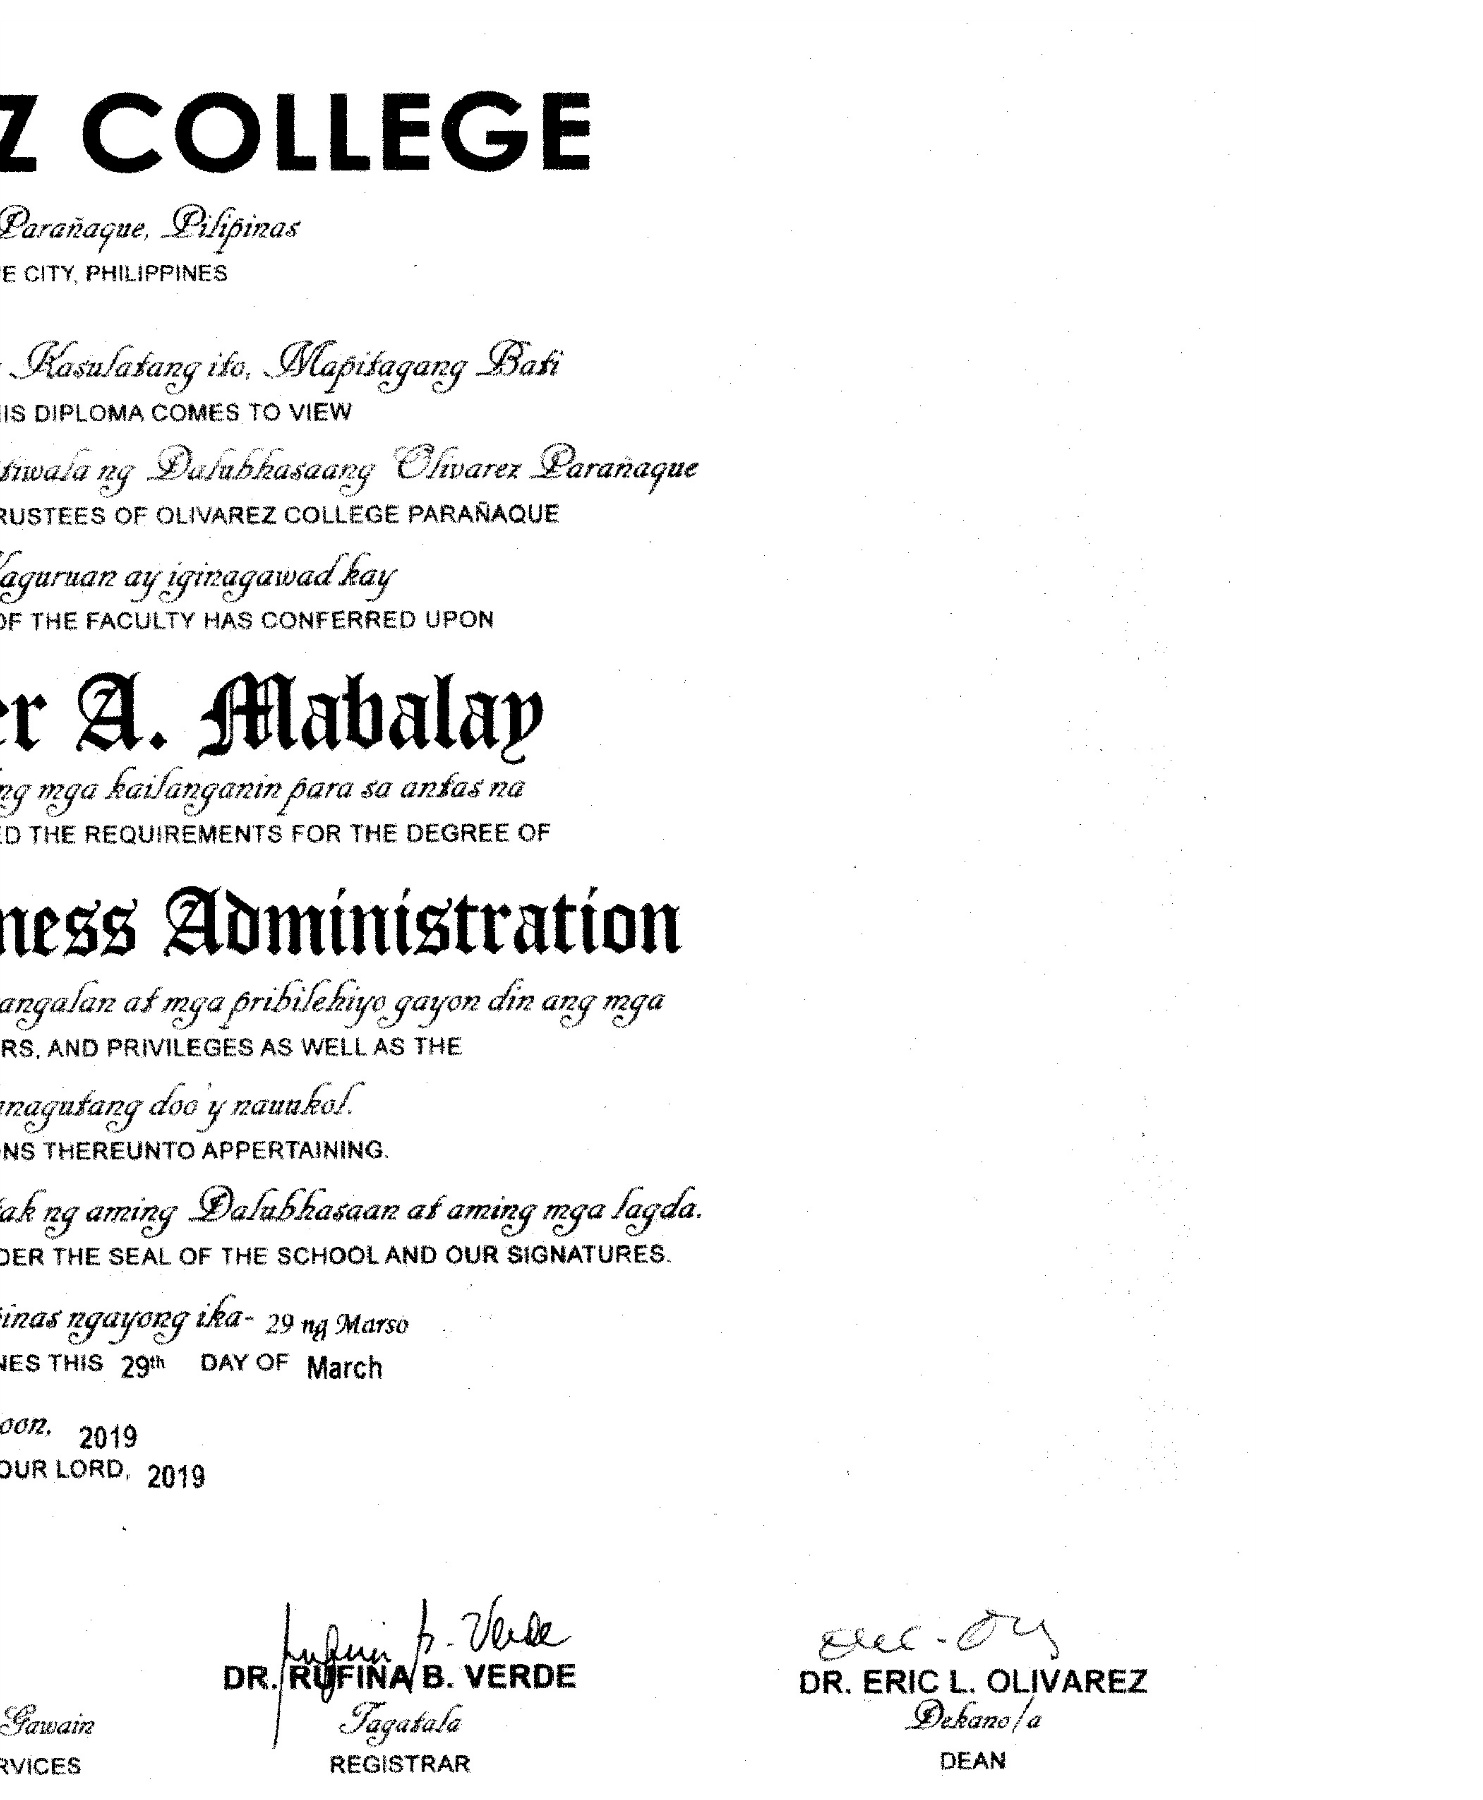 Z COLLEGE
Parañaque, Pilipinas
E CITY, PHILIPPINES
Kasulatang ito, Mapitagang Bati
IS DIPLOMA COMES TO VIEW
tiwala ng Dalubhasaang Olivarez Parañaque
RUSTEES OF OLIVAREZ COLLEGE PARAÑAQUE
aguruan ay iginagawad kay
OF THE FACULTY HAS CONFERRED UPON
er A. Mabalay
ng mga kailanganin para sa antas na
ED THE REQUIREMENTS FOR THE DEGREE OF
ness Administration
angalan at mga pribilehiyo gayon din ang mga
RS, AND PRIVILEGES AS WELL AS THE
nagutang doo'y nauukol.
NS THEREUNTO APPERTAINING.
ak ng aming Dalubhasaan at aming mga lagda.
DER THE SEAL OF THE SCHOOL AND OUR SIGNATURES.
inas ngayong ika- 29 ng Marso
NES THIS 29th DAY OF March
oon, 2019
OUR LORD, 2019
Rufina B. Verde
DR. RUFINA B. VERDE
DR. ERIC L. OLIVAREZ
Gawain
Tagatala
Dekano/a
RVICES
REGISTRAR
DEAN